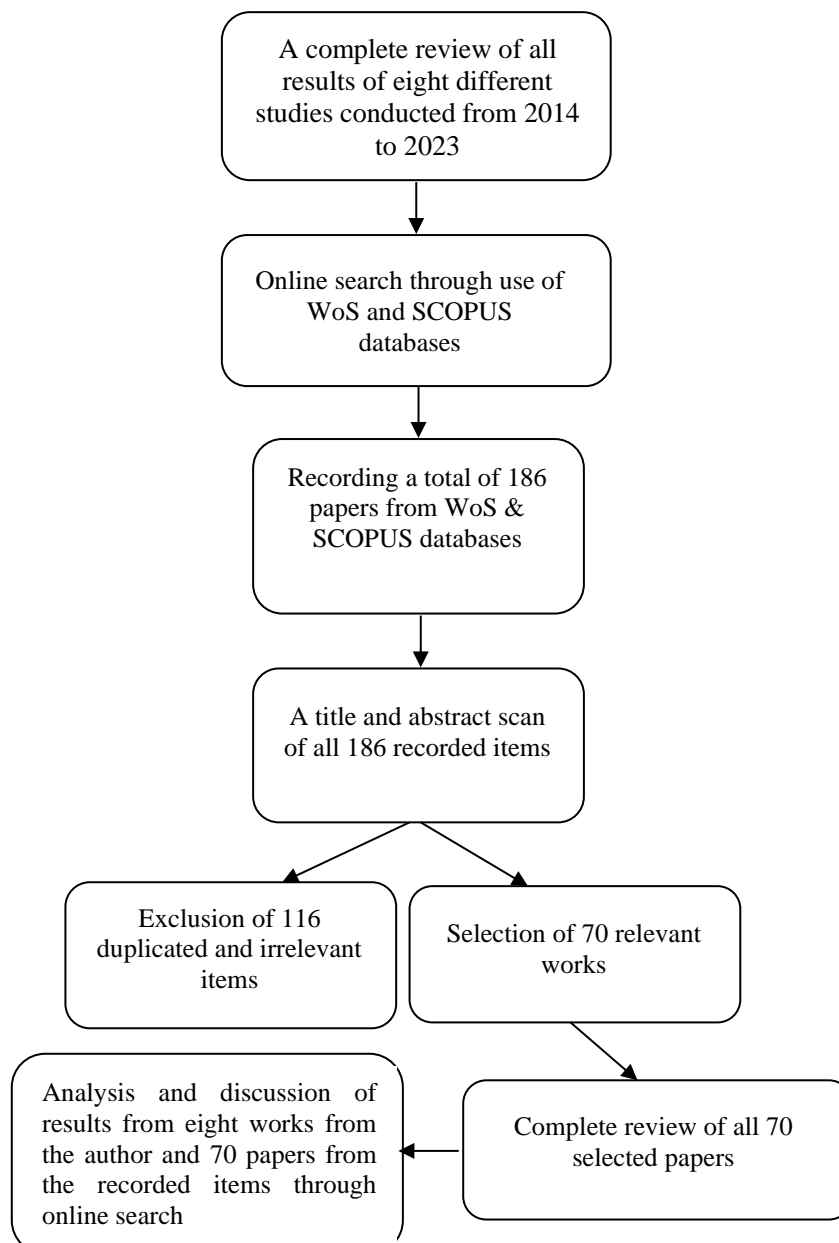 A complete review of all
results of eight different
studies conducted from 2014
to 2023
Online search through use of
WoS and SCOPUS
databases
Recording a total of 186
papers from WoS &
SCOPUS databases
A title and abstract scan
of all 186 recorded items
Exclusion of 116
duplicated and irrelevant
items
Selection of 70 relevant
works
Analysis and discussion of
results from eight works from
the author and 70 papers from
the recorded items through
online search
Complete review of all 70
selected papers